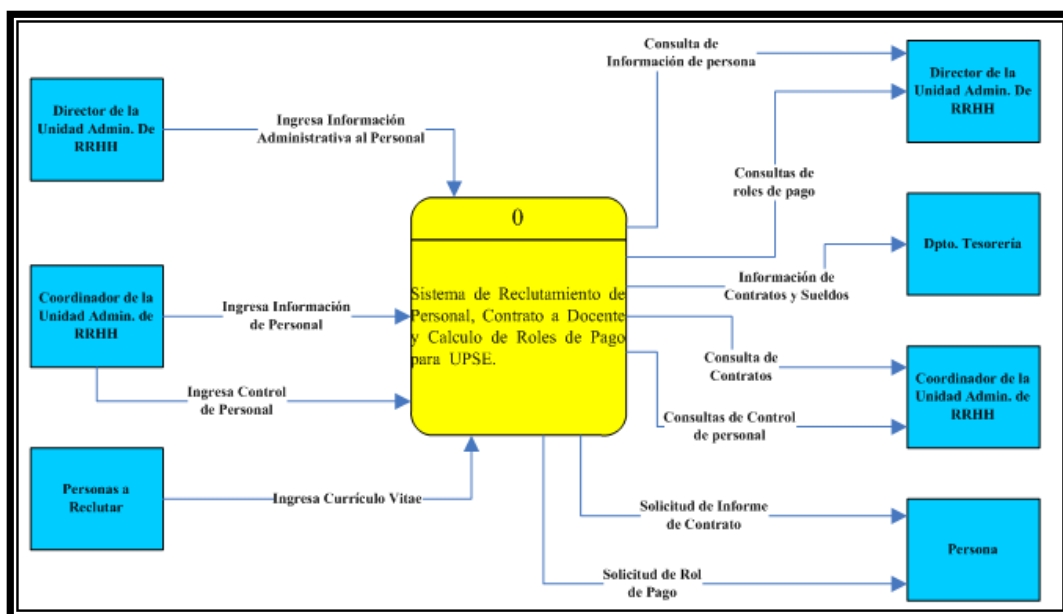 Director de la
Unidad Admin. De
RRHH
Ingresa Información
Administrativa al Personal
Consulta de
Información de persona
Director de la
Unidad Admin. De
RRHH
Consultas de
roles de pago
0
Sistema de Reclutamiento de
Personal, Contrato a Docente
y Calculo de Roles de Pago
para UPSE.
Dpto. Tesorería
Información de
Contratos y Sueldos
Coordinador de la
Unidad Admin. de
RRHH
Ingresa Información
de Personal
Ingresa Control
de Personal
Consulta de
Contratos
Coordinador de la
Unidad Admin. de
RRHH
Consultas de Control
de personal
Personas a
Reclutar
Ingresa Currículo Vitae
Solicitud de Informe
de Contrato
Persona
Solicitud de Rol
de Pago